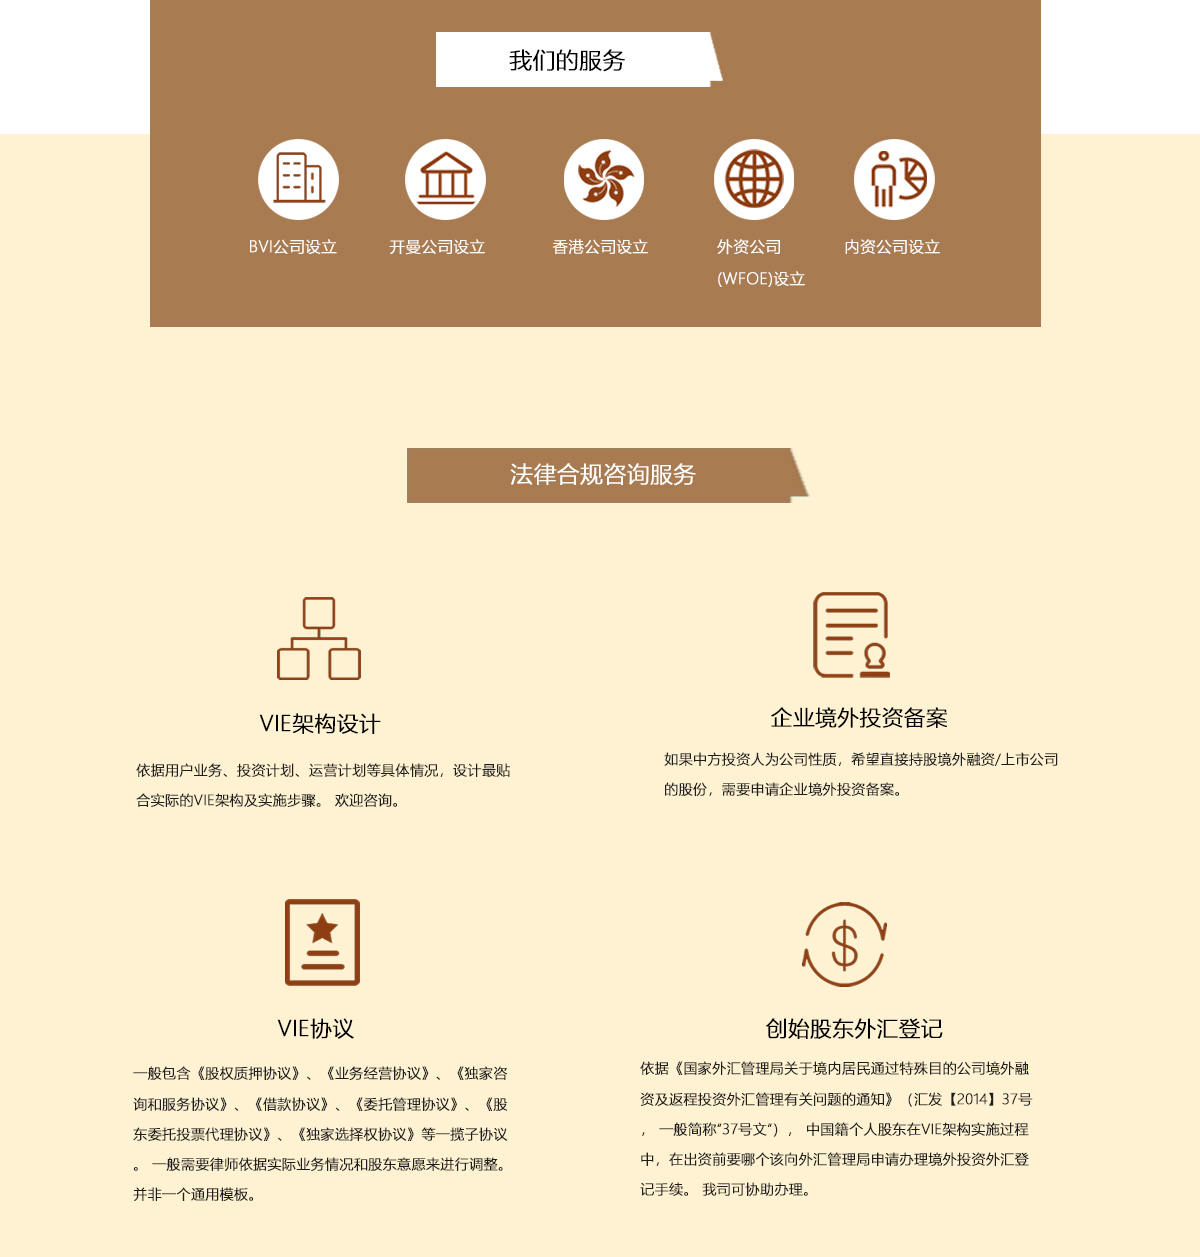 我们的服务
BVI公司设立
开曼公司设立
香港公司设立
外资公司
(WFOE)设立
内资公司设立
法律合规咨询服务
VIE架构设计
依据用户业务、投资计划、运营计划等具体情况，设计最贴
合实际的VIE架构及实施步骤。 欢迎咨询。
企业境外投资备案
如果中方投资人为公司性质，希望直接持股境外融资/上市公司
的股份，需要申请企业境外投资备案。
VIE协议
一般包含《股权质押协议》、《业务经营协议》、《独家咨
询和服务协议》、《借款协议》、《委托管理协议》、《股
东委托投票代理协议》、《独家选择权协议》等一揽子协议
。 一般需要律师依据实际业务情况和股东意愿来进行调整。
并非一个通用模板。
创始股东外汇登记
依据《国家外汇管理局关于境内居民通过特殊目的公司境外融
资及返程投资外汇管理有关问题的通知》（汇发【2014】37号
， 一般简称“37号文“）， 中国籍个人股东在VIE架构实施过程
中，在出资前要哪个该向外汇管理局申请办理境外投资外汇登
记手续。 我司可协助办理。